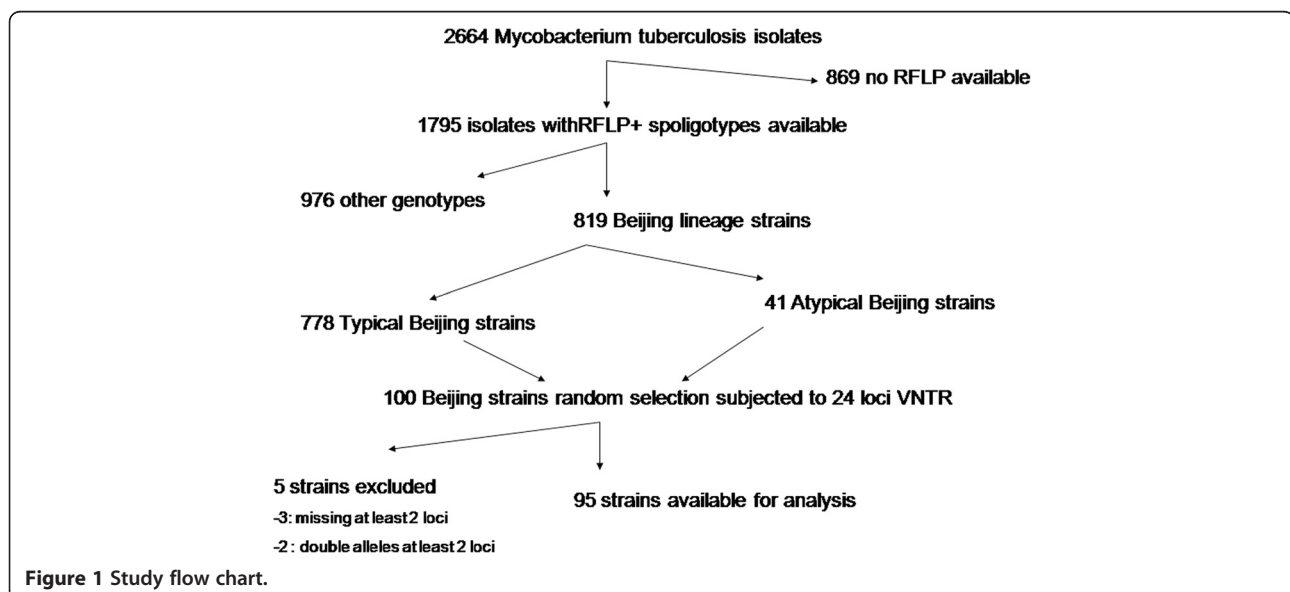 2664 Mycobacterium tuberculosis isolates
869 no RFLP available
1795 isolates withRFLP+ spoligotypes available
976 other genotypes
819 Beijing lineage strains
41 Atypical Beijing strains
778 Typical Beijing strains
100 Beijing strains random selection subjected to 24 loci VNTR
5 strains excluded
-3: missing at least 2 loci
-2 : double alleles at least 2 loci
95 strains available for analysis
Figure 1 Study flow chart.